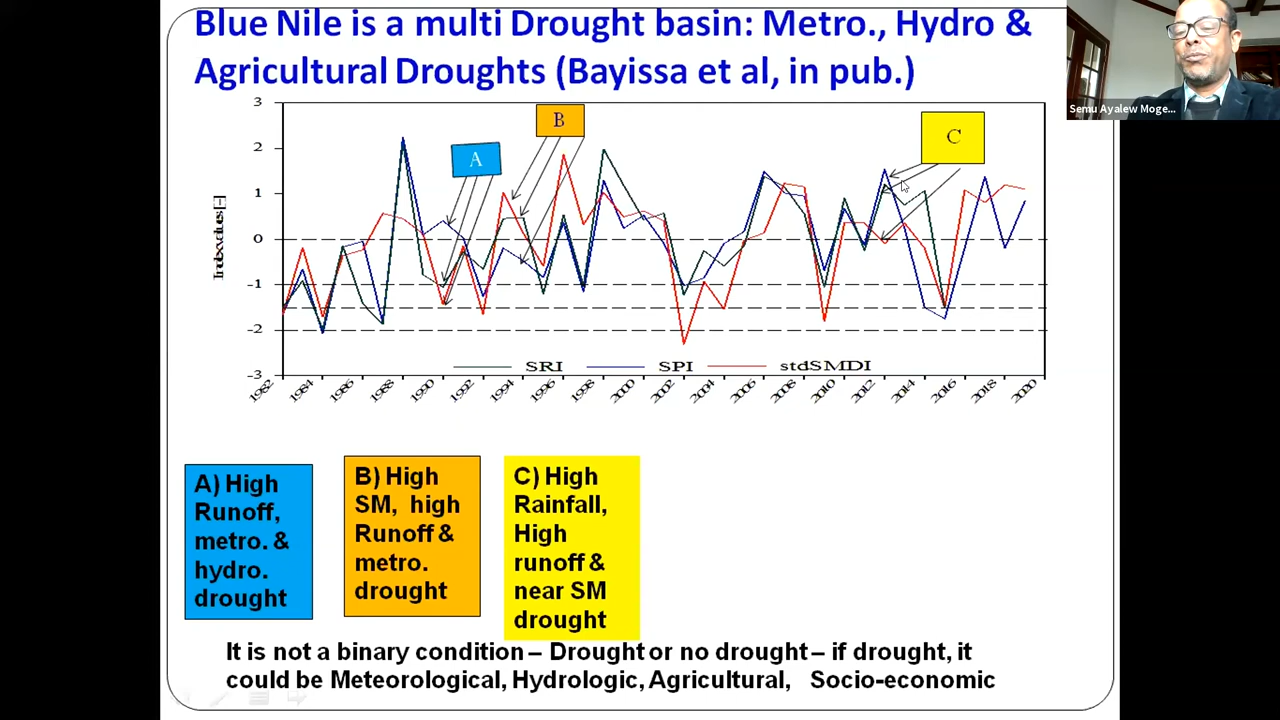 Blue Nile is a multi Drought basin: Metro., Hydro &
Agricultural Droughts (Bayissa et al, in pub.)
Semu Ayalew Moge...
3
2
1
0
-1
-2
-3
A
B
C
SRI SPI stdSMDI
1982 1984 1986 1988 1990 1992 1994 1996 1998 2000 2002 2004 2006 2008 2010 2012 2014 2016 2018 2020
A) High
Runoff,
metro. &
hydro.
drought
B) High
SM, high
Runoff &
metro.
drought
C) High
Rainfall,
High
runoff &
near SM
drought
It is not a binary condition – Drought or no drought – if drought, it
could be Meteorological, Hydrologic, Agricultural, Socio-economic